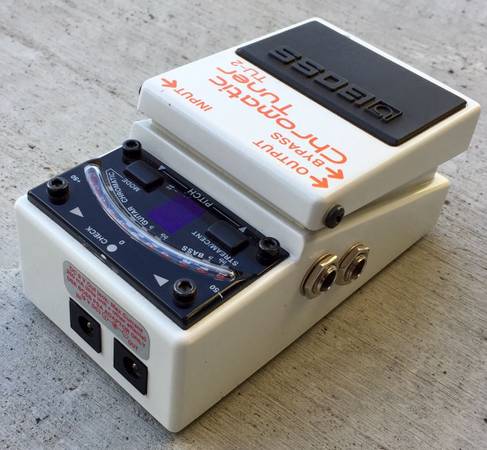 BOSS
OUTPUT
BYPASS
Chromatic
Tuner
TU-2
INPUT
PITCH
MODE
STREAM/CENT
CHROMATIC
GUITAR
BASS
CHECK
-50
0
+50